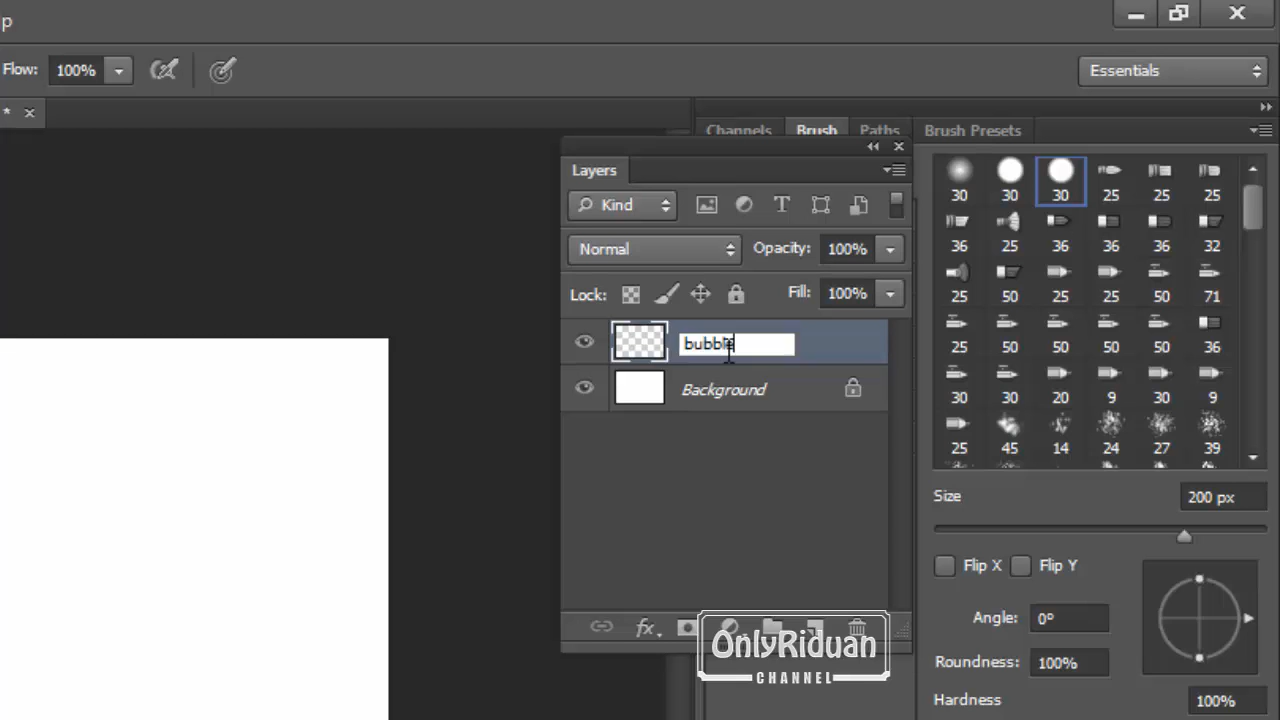 p
Flow: 100%
Essentials
*
Channels Brush Paths Brush Presets
Layers
Kind
Normal Opacity: 100%
Lock: Fill: 100%
bubble
Background
30 30 30 25 25 25
36 25 36 36 36 32
25 50 25 25 50 71
25 50 50 50 50 36
30 30 20 9 30 9
25 45 14 24 27 39
Size 200 px
Flip X Flip Y
Angle: 0°
Roundness: 100%
Hardness 100%
fx
OnlyRiduan
CHANNEL